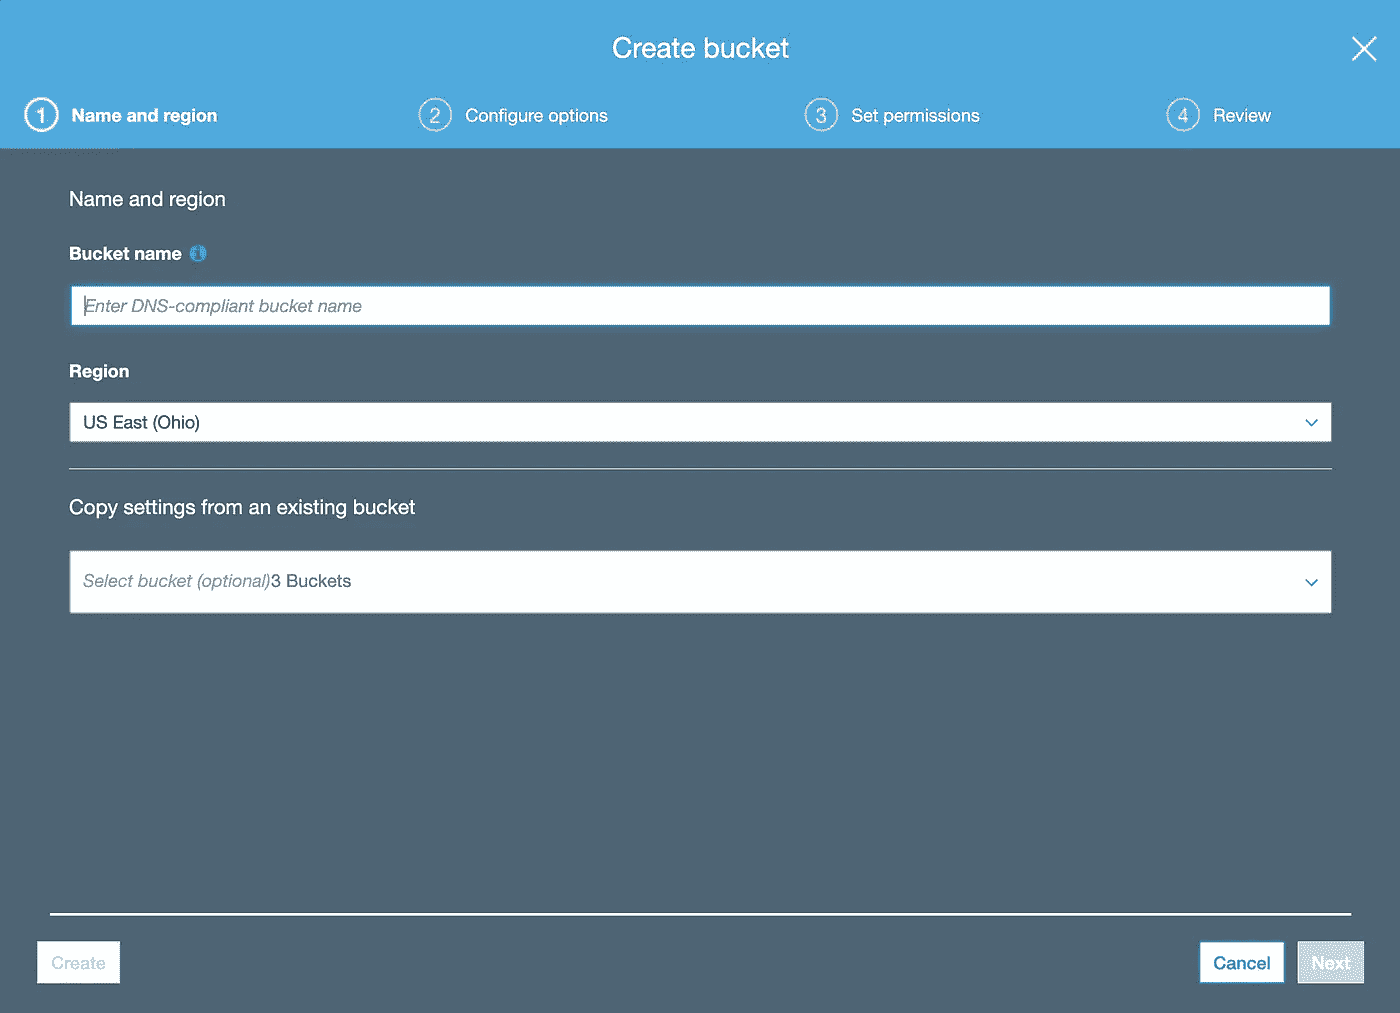 Create bucket
1 Name and region
2 Configure options
3 Set permissions
4 Review
Name and region
Bucket name
Enter DNS-compliant bucket name
Region
US East (Ohio)
Copy settings from an existing bucket
Select bucket (optional)3 Buckets
Create
Cancel
Next